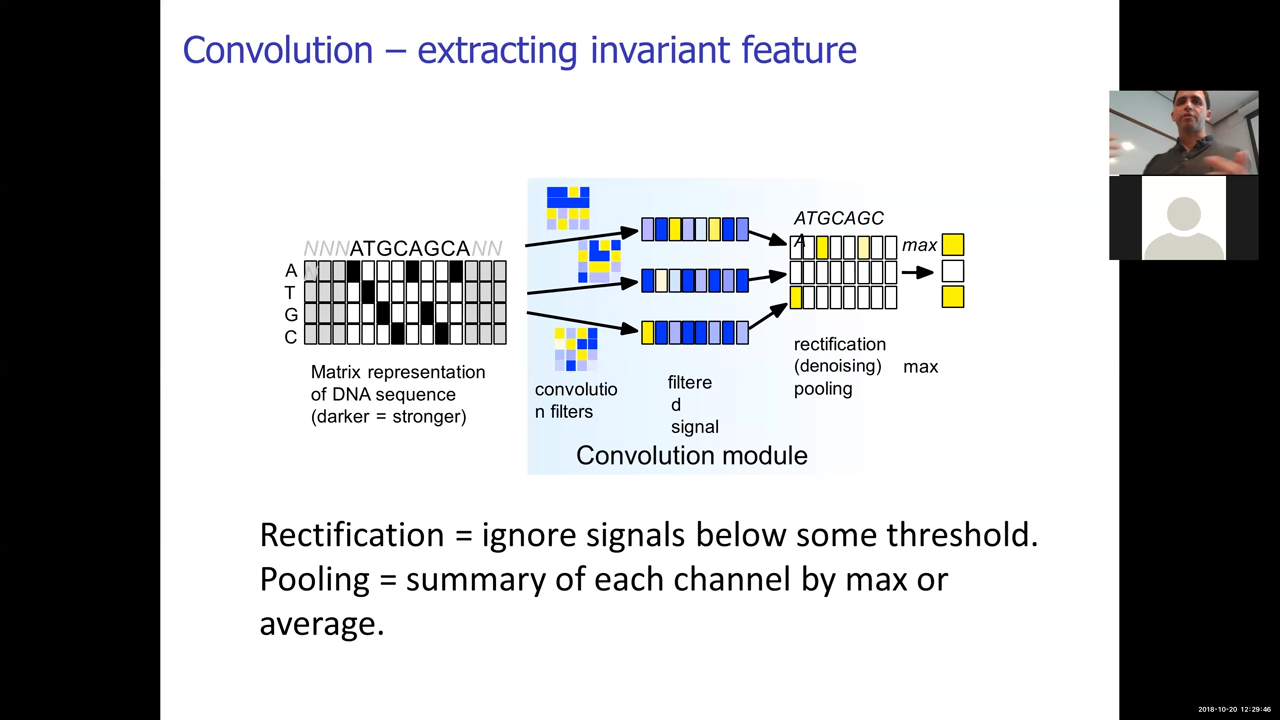 Convolution – extracting invariant feature
NNNATGCAGCANN
N
A
T
G
C
Matrix representation
of DNA sequence
(darker = stronger)
convolutio
n filters
filtere
d
signal
Convolution module
ATGCAGC
A
max
rectification
(denoising)
pooling
max
Rectification = ignore signals below some threshold.
Pooling = summary of each channel by max or
average.
2018-10-20 12:29:46